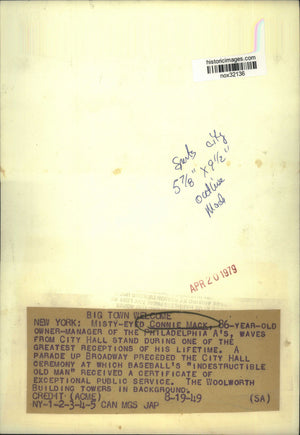 historicimages.com
nox32136
Sports City
5 7/8" x 9 1/2"
Outline
Mack
APR 20 1979
BIG TOWN WELCOME
NEW YORK: MISTY-EYED CONNIE MACK, 86-YEAR-OLD
OWNER-MANAGER OF THE PHILADELPHIA A'S, WAVES
FROM CITY HALL STAND DURING ONE OF THE
GREATEST RECEPTIONS OF HIS LIFETIME. A
PARADE UP BROADWAY PRECEDED THE CITY HALL
CEREMONY AT WHICH BASEBALL'S "INDESTRUCTIBLE
OLD MAN" RECEIVED A CERTIFICATE OF
EXCEPTIONAL PUBLIC SERVICE. THE WOOLWORTH
BUILDING TOWERS IN BACKGROUND.
CREDIT (ACME) 8-19-49 (SA)
NY-1-2-3-4-5 CAN MGS JAP